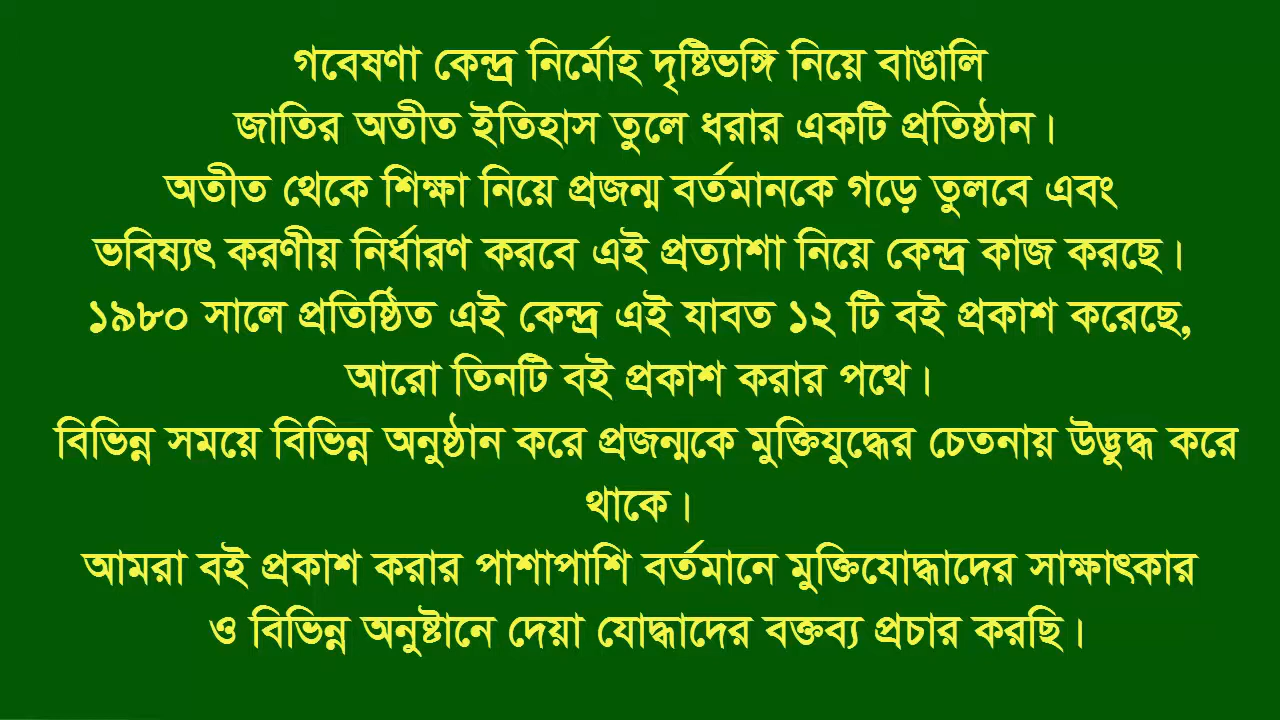 গবেষণা কেন্দ্র নির্মোহ দৃষ্টিভঙ্গি নিয়ে বাঙালি
জাতির অতীত ইতিহাস তুলে ধরার একটি প্রতিষ্ঠান।
অতীত থেকে শিক্ষা নিয়ে প্রজন্ম বর্তমানকে গড়ে তুলবে এবং
ভবিষ্যৎ করণীয় নির্ধারণ করবে এই প্রত্যাশা নিয়ে কেন্দ্র কাজ করছে।
১৯৮০ সালে প্রতিষ্ঠিত এই কেন্দ্র এই যাবত ১২ টি বই প্রকাশ করেছে,
আরো তিনটি বই প্রকাশ করার পথে।
বিভিন্ন সময়ে বিভিন্ন অনুষ্ঠান করে প্রজন্মকে মুক্তিযুদ্ধের চেতনায় উদ্ভুদ্ধ করে
থাকে।
আমরা বই প্রকাশ করার পাশাপাশি বর্তমানে মুক্তিযোদ্ধাদের সাক্ষাৎকার
ও বিভিন্ন অনুষ্টানে দেয়া যোদ্ধাদের বক্তব্য প্রচার করছি।